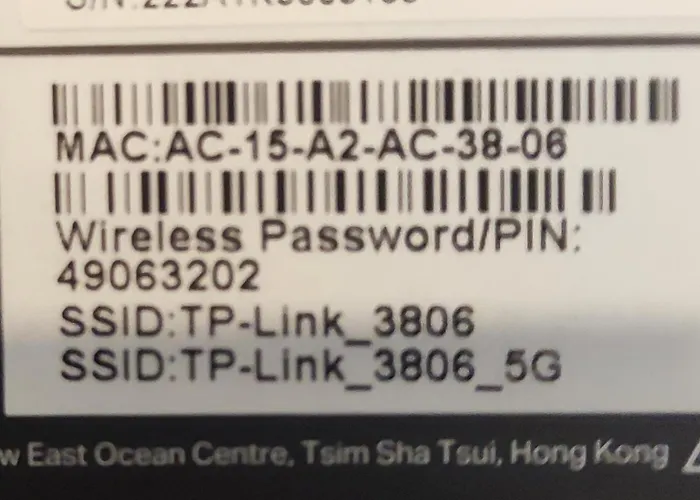 MAC:AC-15-A2-AC-38-06
Wireless Password/PIN:
49063202
SSID:TP-Link_3806
SSID:TP-Link_3806_5G
East Ocean Centre, Tsim Sha Tsui, Hong Kong